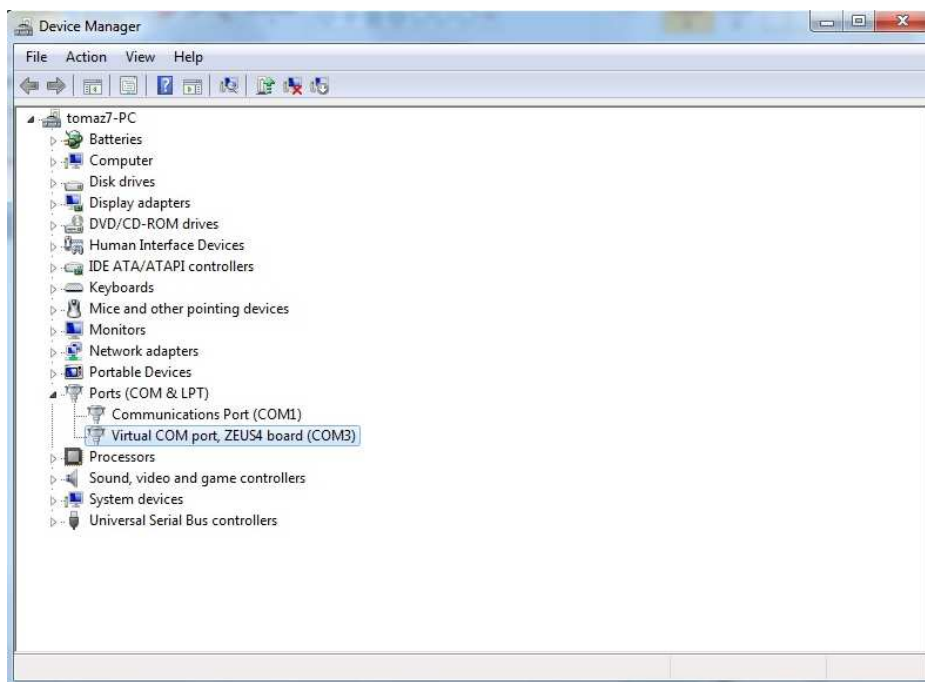 Device Manager
File Action View Help
tomaz7-PC
Batteries
Computer
Disk drives
Display adapters
DVD/CD-ROM drives
Human Interface Devices
IDE ATA/ATAPI controllers
Keyboards
Mice and other pointing devices
Monitors
Network adapters
Portable Devices
Ports (COM & LPT)
Communications Port (COM1)
Virtual COM port, ZEUS4 board (COM3)
Processors
Sound, video and game controllers
System devices
Universal Serial Bus controllers